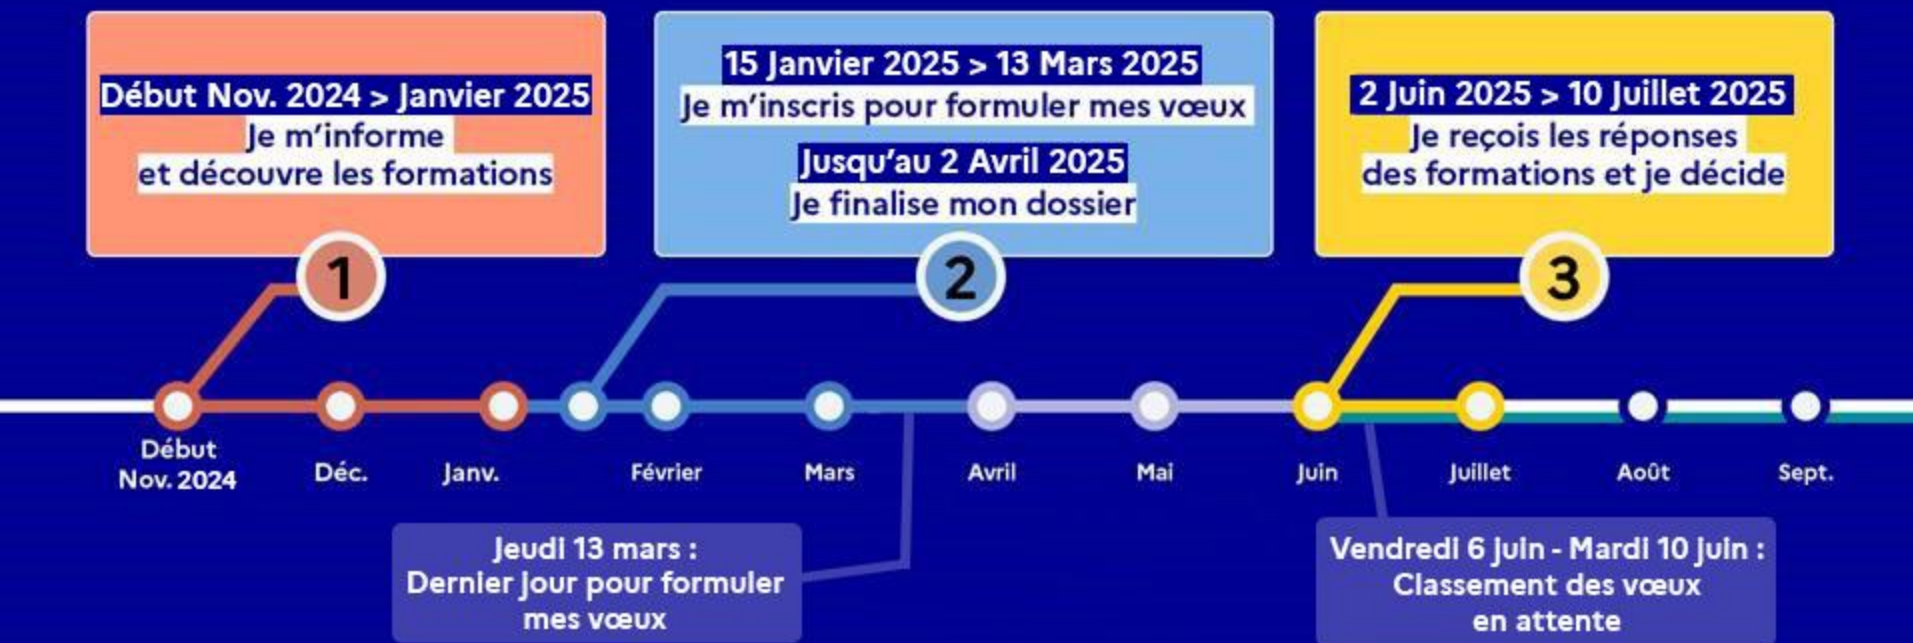 Début Nov. 2024 > Janvier 2025
Je m'informe
et découvre les formations
1
15 Janvier 2025 > 13 Mars 2025
Je m'inscris pour formuler mes vœux
Jusqu'au 2 Avril 2025
Je finalise mon dossier
2
2 Juin 2025 > 10 Juillet 2025
Je reçois les réponses
des formations et je décide
3
Début
Nov. 2024
Déc.
Janv.
Février
Mars
Avril
Mai
Juin
Juillet
Août
Sept.
Jeudi 13 mars :
Dernier jour pour formuler
mes vœux
Vendredi 6 juin - Mardi 10 juin :
Classement des vœux
en attente